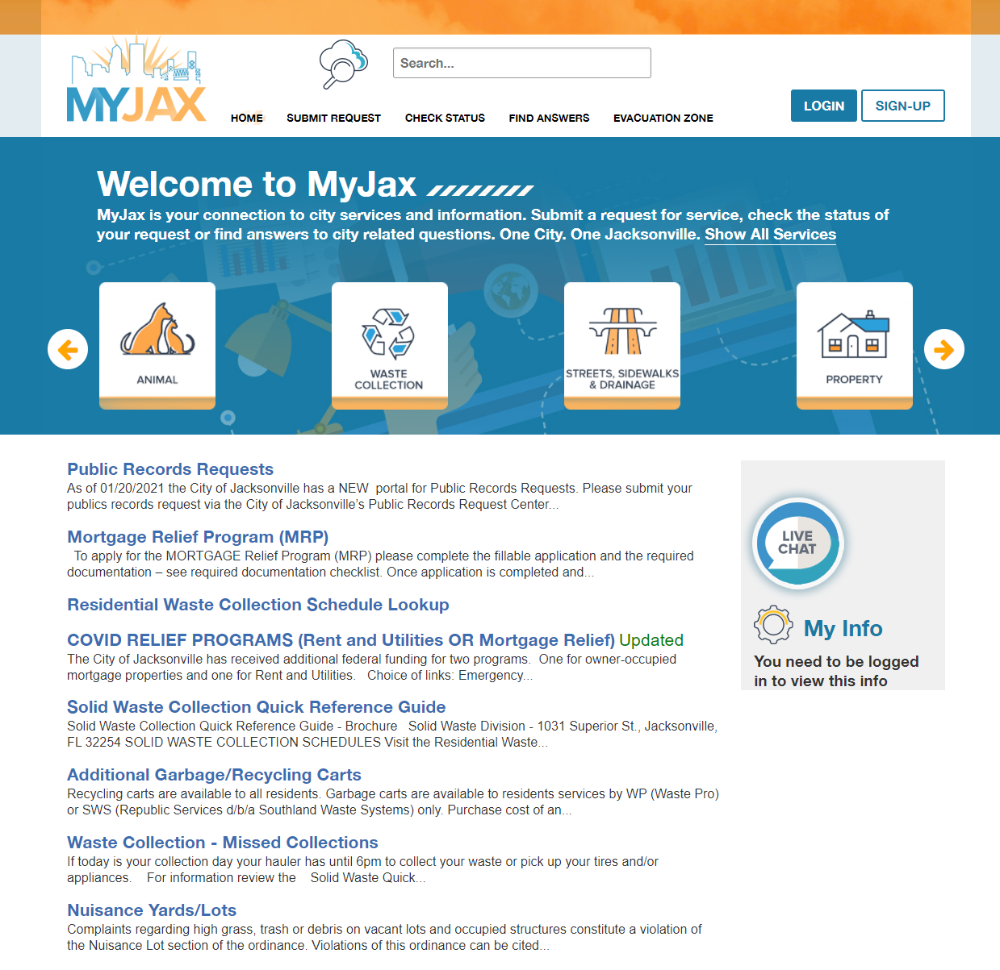 MYJAX
Search...
LOGIN
SIGN-UP
HOME
SUBMIT REQUEST
CHECK STATUS
FIND ANSWERS
EVACUATION ZONE
Welcome to MyJax
MyJax is your connection to city services and information. Submit a request for service, check the status of
your request or find answers to city related questions. One City. One Jacksonville. Show All Services
ANIMAL
WASTE
COLLECTION
STREETS, SIDEWALKS
& DRAINAGE
PROPERTY
Public Records Requests
As of 01/20/2021 the City of Jacksonville has a NEW  portal for Public Records Requests. Please submit your
publics records request via the City of Jacksonville’s Public Records Request Center...
Mortgage Relief Program (MRP)
To apply for the MORTGAGE Relief Program (MRP) please complete the fillable application and the required
documentation – see required documentation checklist. Once application is completed and...
Residential Waste Collection Schedule Lookup
COVID RELIEF PROGRAMS (Rent and Utilities OR Mortgage Relief) Updated
The City of Jacksonville has received additional federal funding for two programs.  One for owner-occupied
mortgage properties and one for Rent and Utilities.   Choice of links: Emergency...
Solid Waste Collection Quick Reference Guide
Solid Waste Collection Quick Reference Guide - Brochure   Solid Waste Division - 1031 Superior St., Jacksonville,
FL 32254 SOLID WASTE COLLECTION SCHEDULES Visit the Residential Waste...
Additional Garbage/Recycling Carts
Recycling carts are available to all residents. Garbage carts are available to residents services by WP (Waste Pro)
or SWS (Republic Services d/b/a Southland Waste Systems) only. Purchase cost of an...
Waste Collection - Missed Collections
If today is your collection day your hauler has until 6pm to collect your waste or pick up your tires and/or
appliances.    For information review the    Solid Waste Quick...
Nuisance Yards/Lots
Complaints regarding high grass, trash or debris on vacant lots and occupied structures constitute a violation of
the Nuisance Lot section of the ordinance. Violations of this ordinance can be cited...
LIVE
CHAT
My Info
You need to be logged
in to view this info